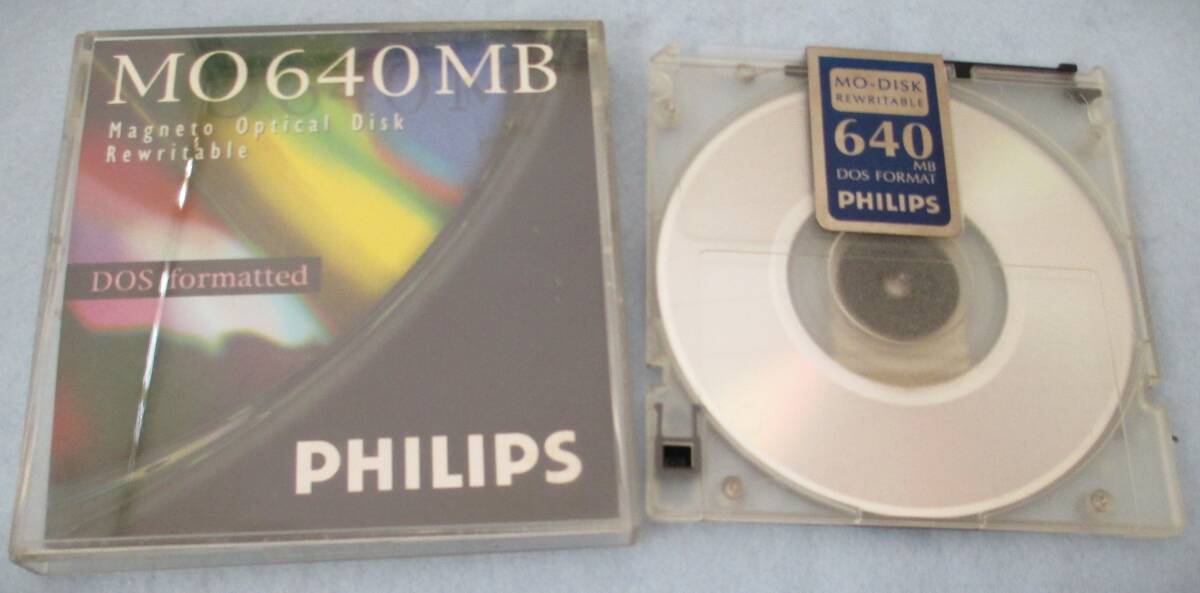 MO 640 MB
Magneto Optical Disk
Rewritable
DOS formatted
PHILIPS
MO-DISK
REWRITABLE
640
MB
DOS FORMAT
PHILIPS